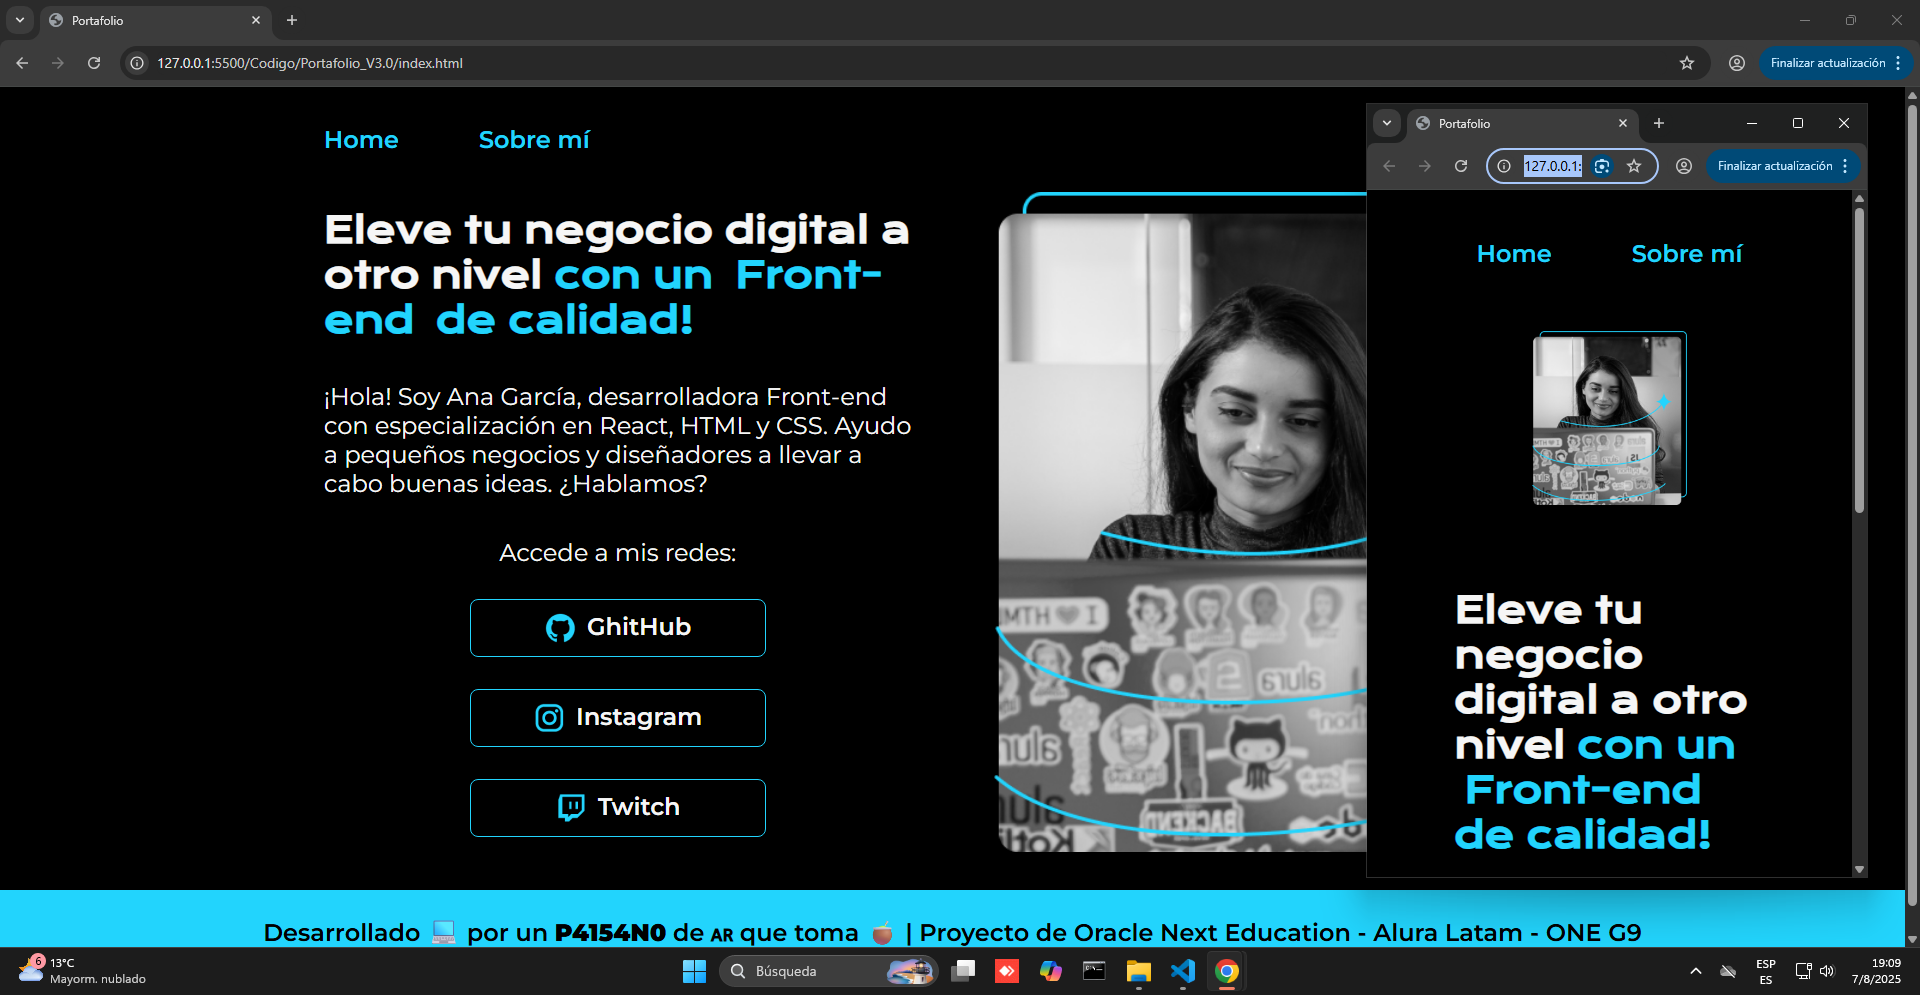 Portafolio
127.0.0.1:5500/Codigo/Portafolio_V3.0/index.html
Finalizar actualización
Home
Sobre mí
Eleve tu negocio digital a
otro nivel con un Front-
end de calidad!
¡Hola! Soy Ana García, desarrolladora Front-end
con especialización en React, HTML y CSS. Ayudo
a pequeños negocios y diseñadores a llevar a
cabo buenas ideas. ¿Hablamos?
Accede a mis redes:
GhitHub
Instagram
Twitch
alura
BACKEND
Portafolio
127.0.0.1:
Finalizar actualización
Home
Sobre mí
Eleve tu
negocio
digital a otro
nivel con un
Front-end
de calidad!
Desarrollado 💻 por un P4154N0 de AR que toma 🧉 | Proyecto de Oracle Next Education - Alura Latam - ONE G9
6
13°C
Mayorm. nublado
Búsqueda
ESP
ES
19:09
7/8/2025